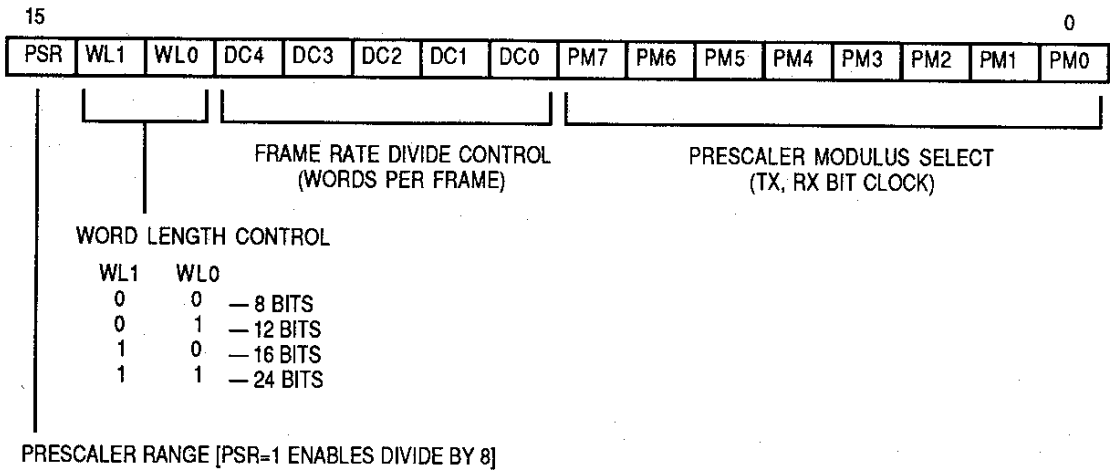 15 0
PSR WL1 WL0 DC4 DC3 DC2 DC1 DC0 PM7 PM6 PM5 PM4 PM3 PM2 PM1 PM0
FRAME RATE DIVIDE CONTROL
(WORDS PER FRAME)
PRESCALER MODULUS SELECT
(TX, RX BIT CLOCK)
WORD LENGTH CONTROL
WL1 WL0
0 0 — 8 BITS
0 1 — 12 BITS
1 0 — 16 BITS
1 1 — 24 BITS
PRESCALER RANGE [PSR=1 ENABLES DIVIDE BY 8]